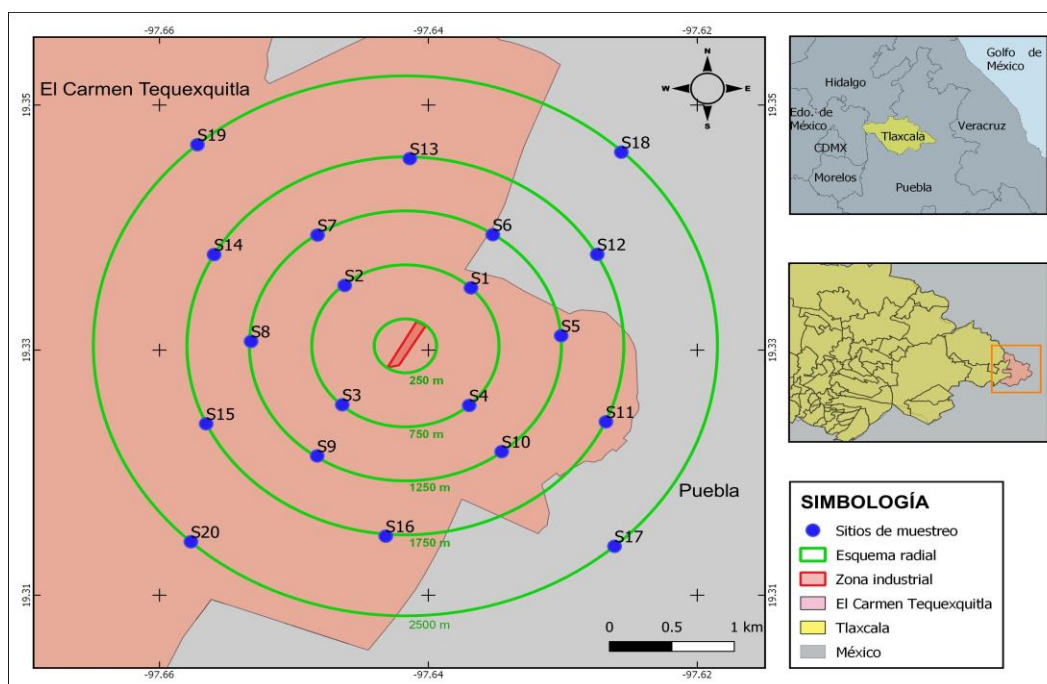 -97.66
-97.64
-97.62
El Carmen Tequexquitla
N
W
E
S
19.35
19.35
S19
S13
S18
S7
S6
S14
S12
S2
S1
S8
S5
19.33
19.33
250 m
S3
S4
S15
S11
750 m
S9
S10
1250 m
Puebla
S16
1750 m
S20
S17
19.31
19.31
2500 m
0
0.5
1 km
-97.66
-97.64
-97.62
Golfo de
México
Hidalgo
Edo. de
México
Veracruz
Tlaxcala
CDMX
Morelos
Puebla
SIMBOLOGÍA
Sitios de muestreo
Esquema radial
Zona industrial
El Carmen Tequexquitla
Tlaxcala
México